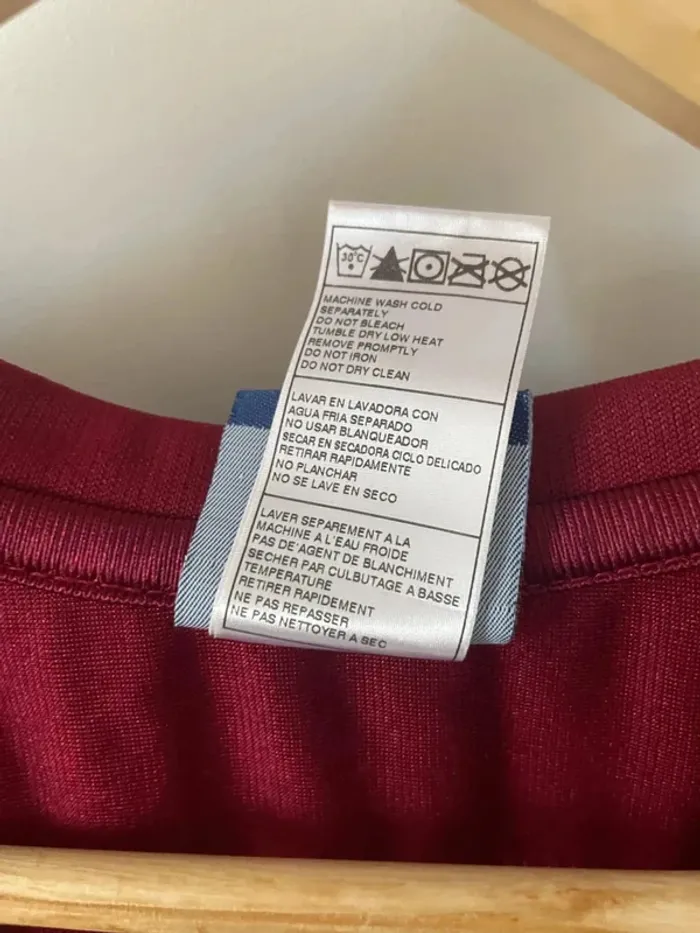 30°C
MACHINE WASH COLD
SEPARATELY
DO NOT BLEACH
TUMBLE DRY LOW HEAT
REMOVE PROMPTLY
DO NOT IRON
DO NOT DRY CLEAN
LAVAR EN LAVADORA CON
AGUA FRIA SEPARADO
NO USAR BLANQUEADOR
SECAR EN SECADORA CICLO DELICADO
RETIRAR RAPIDAMENTE
NO PLANCHAR
NO SE LAVE EN SECO
LAVER SEPAREMENT A LA
MACHINE A L'EAU FROIDE
PAS DE'AGENT DE BLANCHIMENT
SECHER PAR CULBUTAGE A BASSE
TEMPERATURE
RETIRER RAPIDEMENT
NE PAS REPASSER
NE PAS NETTOYER A SEC